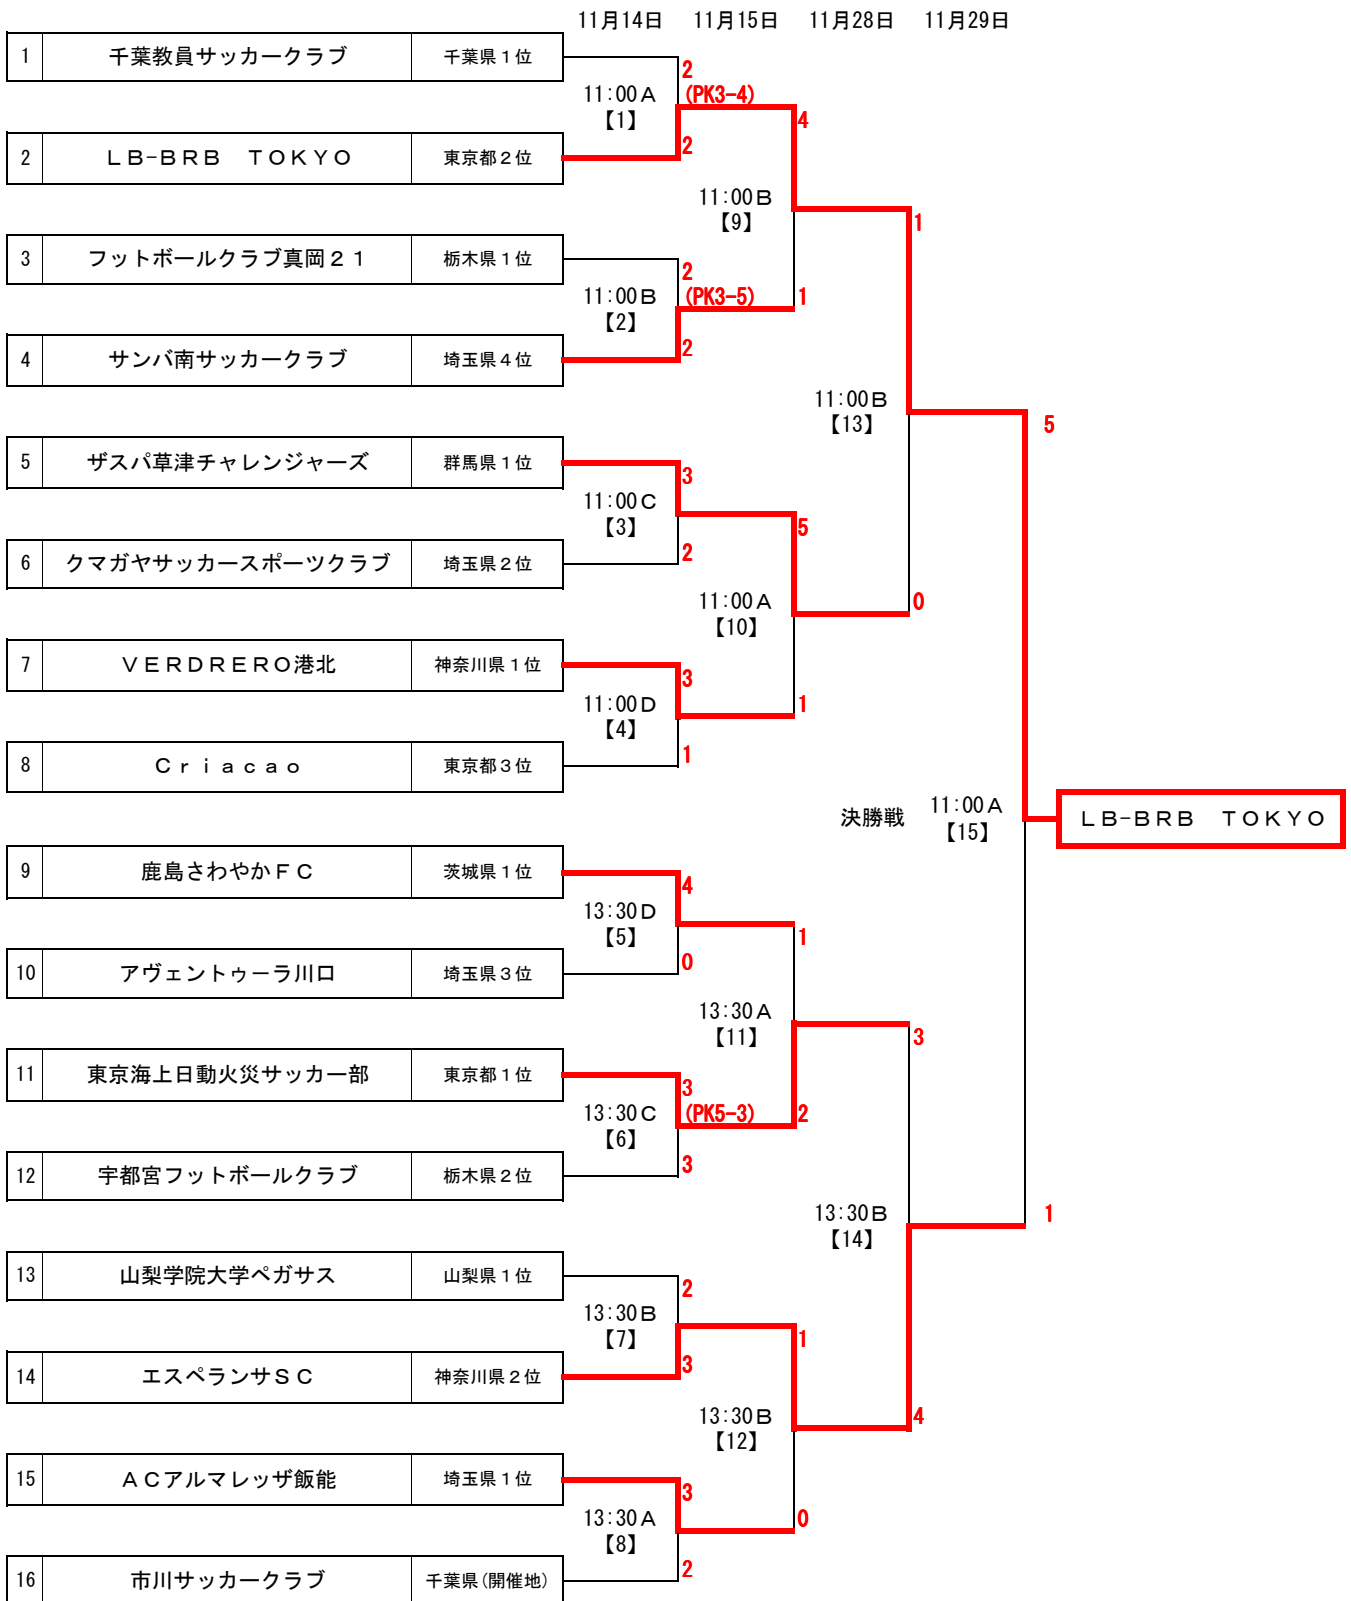 11月14日 11月15日 11月28日 11月29日
1 千葉教員サッカークラブ 千葉県１位
2
11:00Ａ (PK3-4)
【1】 4
2 ＬＢ-ＢＲＢ　ＴＯＫＹＯ 東京都２位
2
11:00Ｂ
【9】 1
3 フットボールクラブ真岡２１ 栃木県１位
2
11:00Ｂ (PK3-5) 1
【2】
4 サンバ南サッカークラブ 埼玉県４位
2
11:00Ｂ
【13】 5
5 ザスパ草津チャレンジャーズ 群馬県１位
3
11:00Ｃ
【3】 5
6 クマガヤサッカースポーツクラブ 埼玉県２位
2
11:00Ａ 0
【10】
7 ＶＥＲＤＲＥＲＯ港北 神奈川県１位
3
11:00Ｄ 1
【4】
8 Ｃｒｉａｃａｏ 東京都３位
1
決勝戦 11:00Ａ ＬＢ-ＢＲＢ　ＴＯＫＹＯ
【15】
9 鹿島さわやかＦＣ 茨城県１位
4
13:30Ｄ
【5】 1
10 アヴェントゥーラ川口 埼玉県３位
0
13:30Ａ
【11】 3
11 東京海上日動火災サッカー部 東京都１位
3
13:30Ｃ (PK5-3) 2
【6】
12 宇都宮フットボールクラブ 栃木県２位
3
13:30Ｂ 1
【14】
13 山梨学院大学ペガサス 山梨県１位
2
13:30Ｂ
【7】 1
14 エスペランサＳＣ 神奈川県２位
3
13:30Ｂ 4
【12】
15 ＡＣアルマレッザ飯能 埼玉県１位
3
13:30Ａ 0
【8】
16 市川サッカークラブ 千葉県(開催地)
2